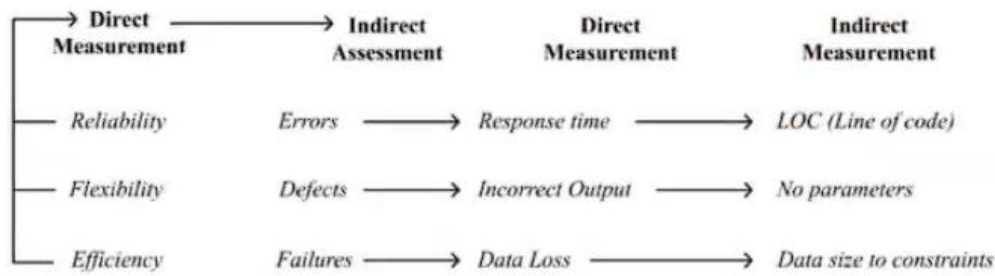 Direct Measurement
Indirect Assessment
Direct Measurement
Indirect Measurement
Reliability Errors Response time LOC (Line of code)
Flexibility Defects Incorrect Output No parameters
Efficiency Failures Data Loss Data size to constraints